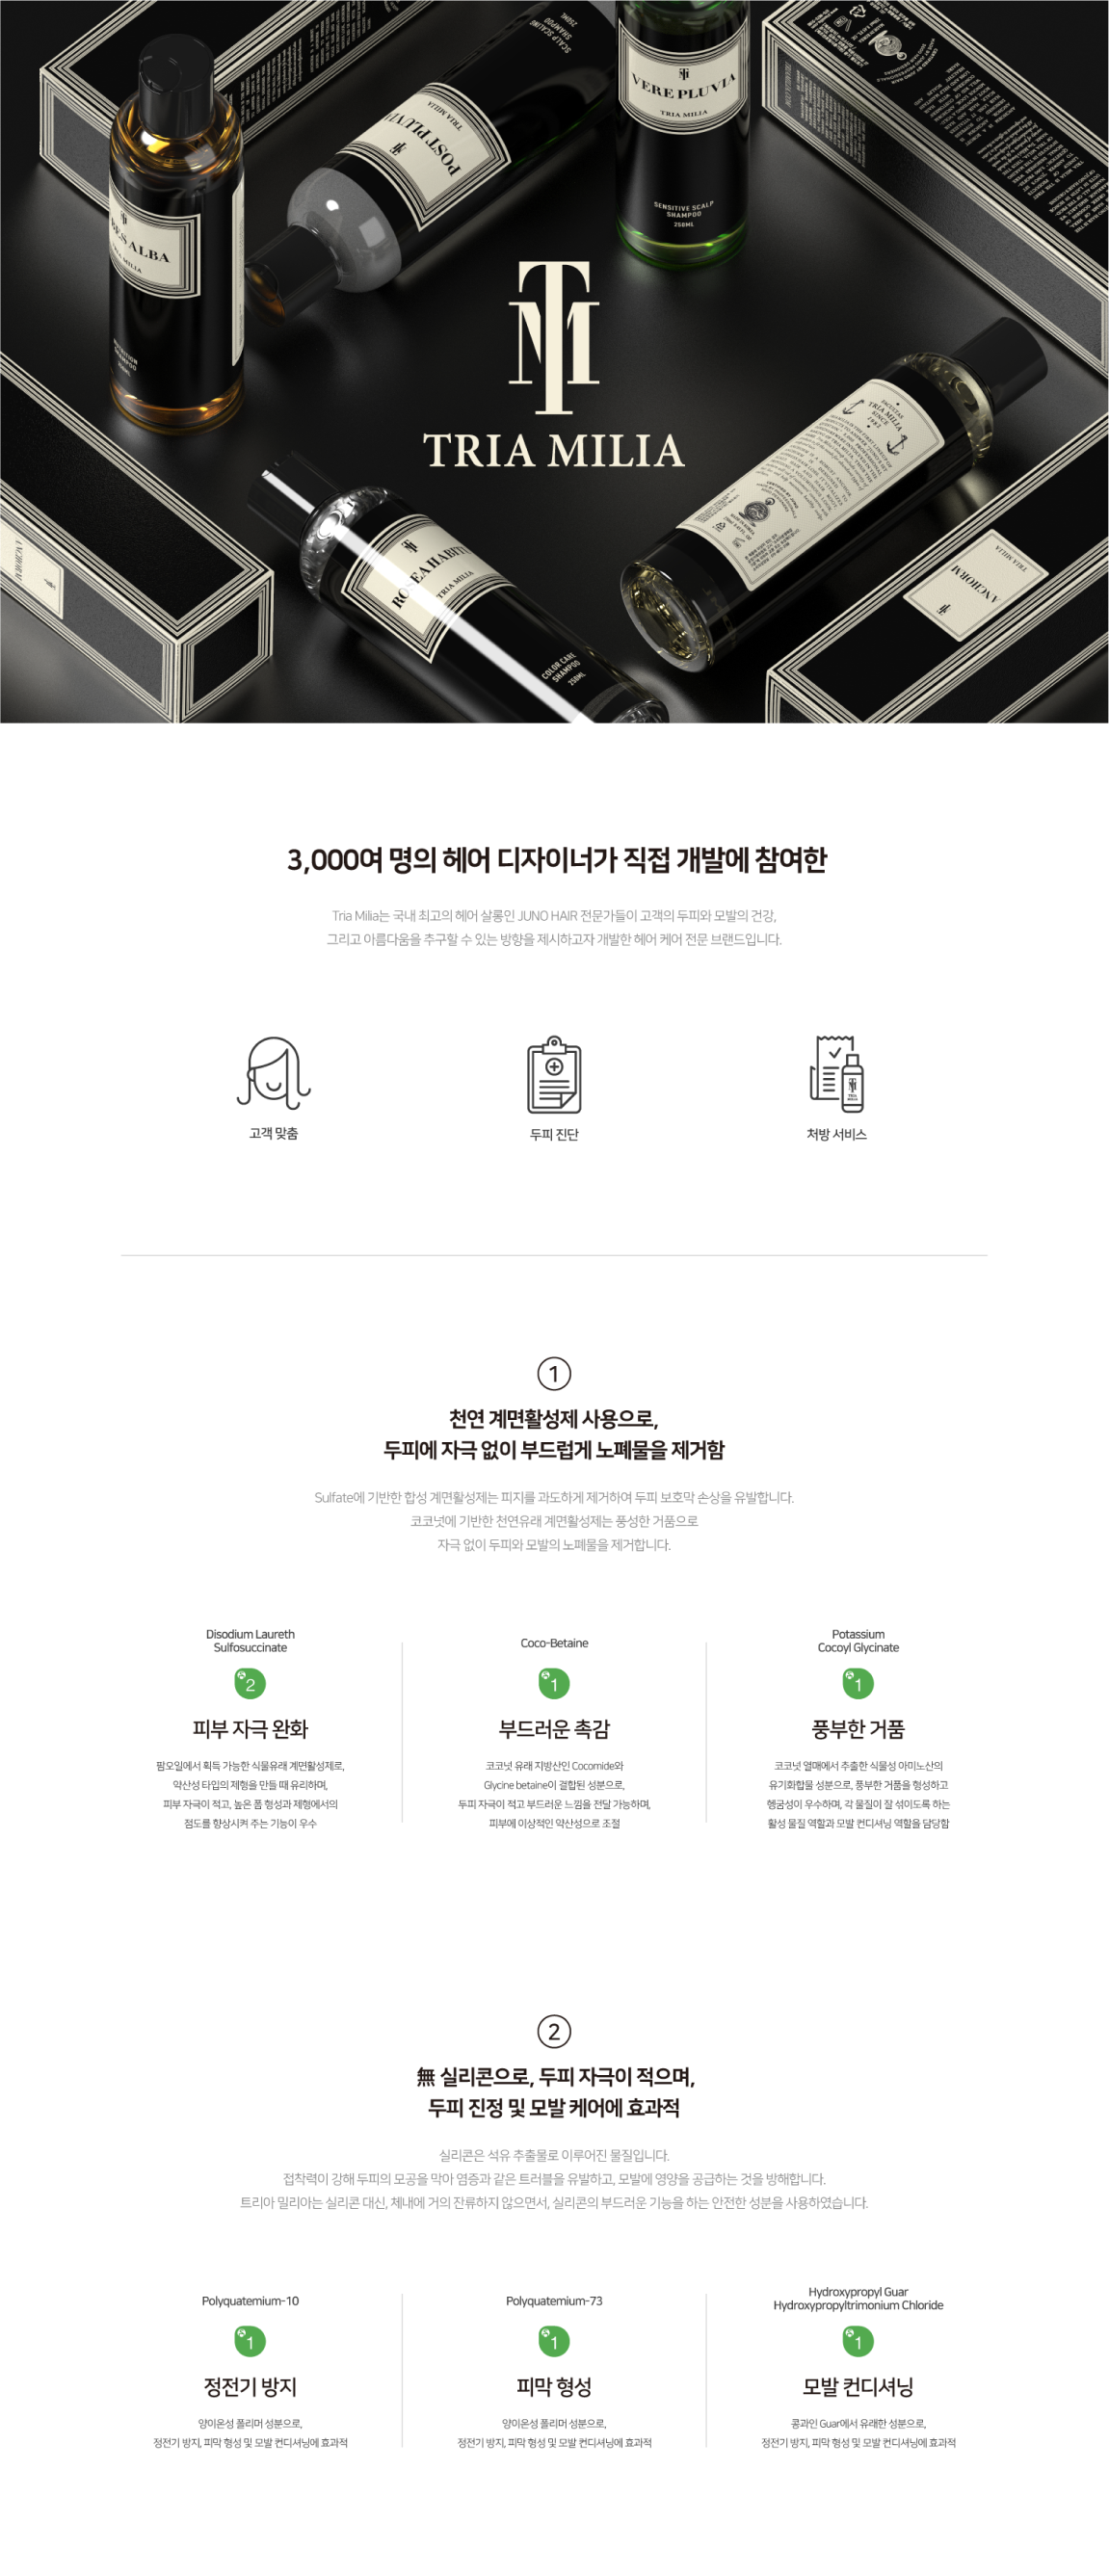 POST PLUVIA
TRIA MILIA
SCALP SCALING
SHAMPOO
250ML
VERE PLUVIA
TRIA MILIA
SENSITIVE SCALP
SHAMPOO
250ML
ALBA
MILIA
TM
TRIA MILIA
FACULTAS
TRIA MILIA
SINCE
1982
ROSEA HABITU
TRIA MILIA
COLOR CARE
SHAMPOO
250ML
ANCHORM
TRIA MILIA
3,000여 명의 헤어 디자이너가 직접 개발에 참여한
Tria Milia는 국내 최고의 헤어 살롱인 JUNO HAIR 전문가들이 고객의 두피와 모발의 건강,
그리고 아름다움을 추구할 수 있는 방향을 제시하고자 개발한 헤어 케어 전문 브랜드입니다.
TRIA
MILIA
고객 맞춤
두피 진단
처방 서비스
1
천연 계면활성제 사용으로,
두피에 자극 없이 부드럽게 노폐물을 제거함
Sulfate에 기반한 합성 계면활성제는 피지를 과도하게 제거하여 두피 보호막 손상을 유발합니다.
코코넛에 기반한 천연유래 계면활성제는 풍성한 거품으로
자극 없이 두피와 모발의 노폐물을 제거합니다.
Disodium Laureth
Sulfosuccinate
2
피부 자극 완화
팜오일에서 획득 가능한 식물유래 계면활성제로,
약산성 타입의 제형을 만들 때 유리하며,
피부 자극이 적고, 높은 폼 형성과 제형에서의
점도를 향상시켜 주는 기능이 우수
Coco-Betaine
1
부드러운 촉감
코코넛 유래 지방산인 Cocomide와
Glycine betaine이 결합된 성분으로,
두피 자극이 적고 부드러운 느낌을 전달 가능하며,
피부에 이상적인 약산성으로 조절
Potassium
Cocoyl Glycinate
1
풍부한 거품
코코넛 열매에서 추출한 식물성 아미노산의
유기화합물 성분으로, 풍부한 거품을 형성하고
헹굼성이 우수하며, 각 물질이 잘 섞이도록 하는
활성 물질 역할과 모발 컨디셔닝 역할을 담당함
2
無 실리콘으로, 두피 자극이 적으며,
두피 진정 및 모발 케어에 효과적
실리콘은 석유 추출물로 이루어진 물질입니다.
접착력이 강해 두피의 모공을 막아 염증과 같은 트러블을 유발하고, 모발에 영양을 공급하는 것을 방해합니다.
트리아 밀리아는 실리콘 대신, 체내에 거의 잔류하지 않으면서, 실리콘의 부드러운 기능을 하는 안전한 성분을 사용하였습니다.
Polyquaternium-10
1
정전기 방지
양이온성 폴리머 성분으로,
정전기 방지, 피막 형성 및 모발 컨디셔닝에 효과적
Polyquaternium-73
1
피막 형성
양이온성 폴리머 성분으로,
정전기 방지, 피막 형성 및 모발 컨디셔닝에 효과적
Hydroxypropyl Guar
Hydroxypropyltrimonium Chloride
1
모발 컨디셔닝
콩과인 Guar에서 유래한 성분으로,
정전기 방지, 피막 형성 및 모발 컨디셔닝에 효과적